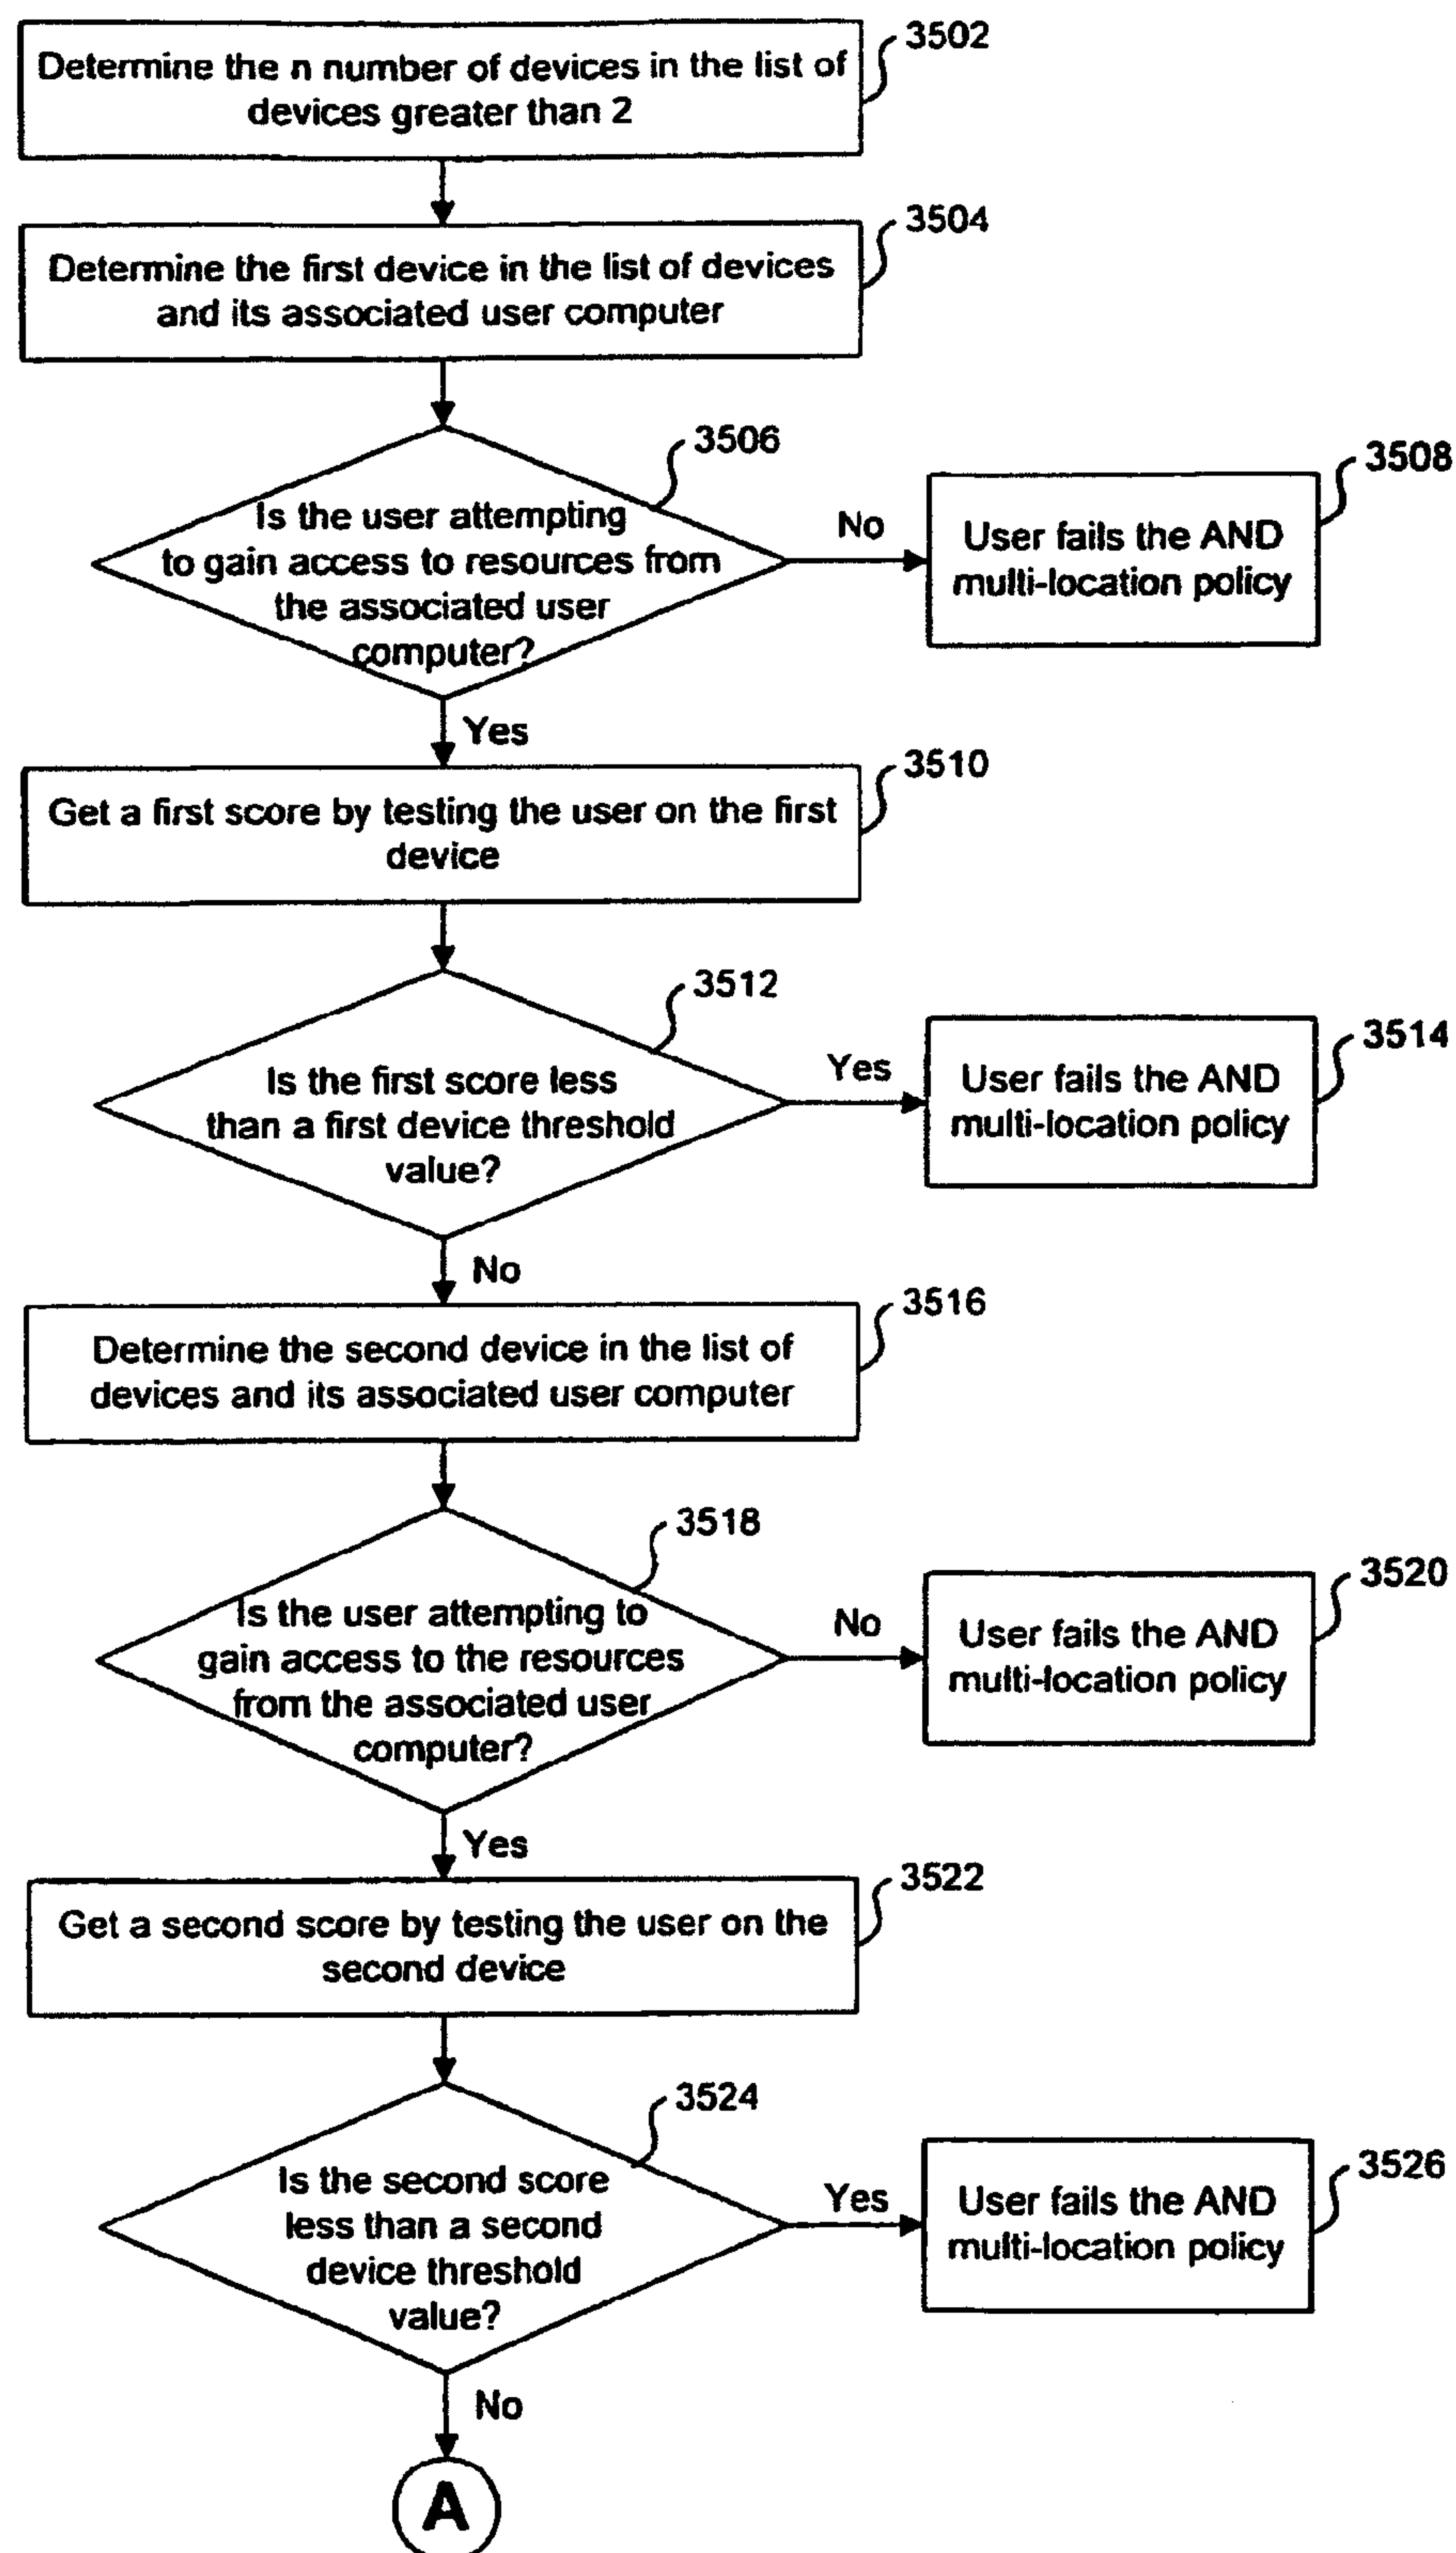 3502
Determine the n number of devices in the list of
devices greater than 2
3504
Determine the first device in the list of devices
and its associated user computer
3506
Is the user attempting
to gain access to resources from
the associated user
computer?
No
3508
User fails the AND
multi-location policy
Yes
3510
Get a first score by testing the user on the first
device
3512
Is the first score less
than a first device threshold
value?
Yes
3514
User fails the AND
multi-location policy
No
3516
Determine the second device in the list of
devices and its associated user computer
3518
Is the user attempting to
gain access to the resources
from the associated user
computer?
No
3520
User fails the AND
multi-location policy
Yes
3522
Get a second score by testing the user on the
second device
3524
Is the second score
less than a second
device threshold
value?
Yes
3526
User fails the AND
multi-location policy
No
A